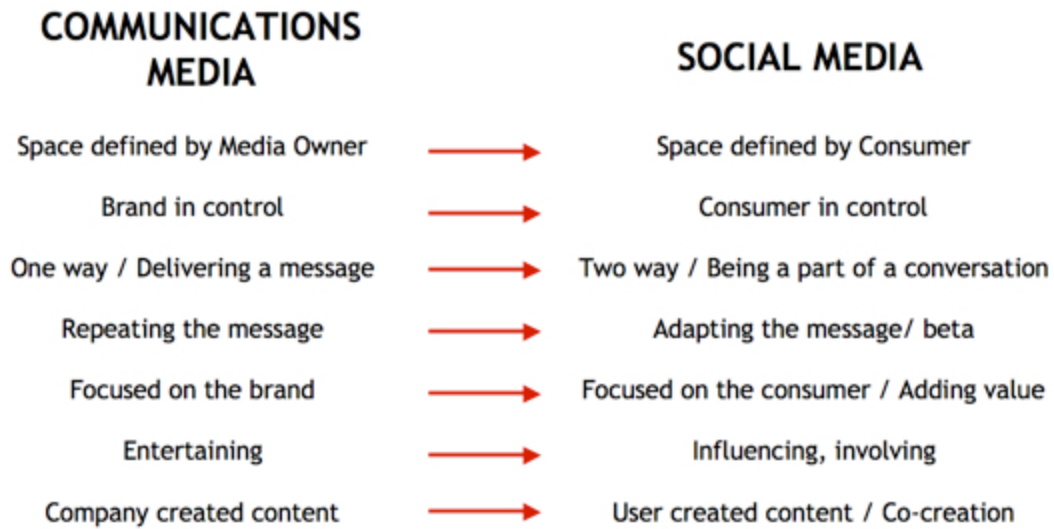 COMMUNICATIONS
MEDIA
SOCIAL MEDIA
Space defined by Media Owner
Space defined by Consumer
Brand in control
Consumer in control
One way / Delivering a message
Two way / Being a part of a conversation
Repeating the message
Adapting the message/ beta
Focused on the brand
Focused on the consumer / Adding value
Entertaining
Influencing, involving
Company created content
User created content / Co-creation